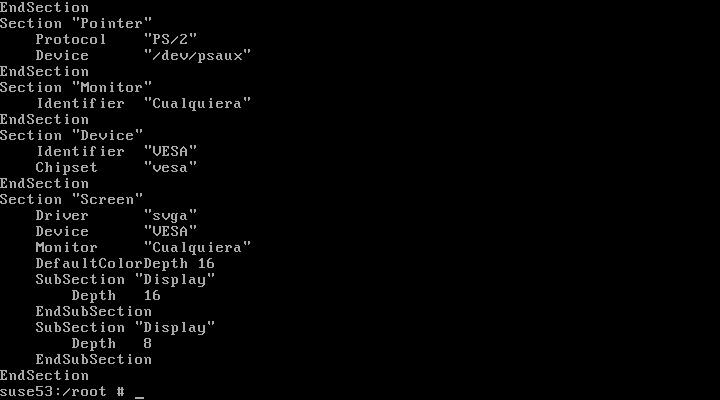 EndSection
Section "Pointer"
    Protocol    "PS/2"
    Device      "/dev/psaux"
EndSection
Section "Monitor"
    Identifier  "Cualquiera"
EndSection
Section "Device"
    Identifier  "VESA"
    Chipset     "vesa"
EndSection
Section "Screen"
    Driver      "svga"
    Device      "VESA"
    Monitor     "Cualquiera"
    DefaultColorDepth 16
    SubSection "Display"
        Depth   16
    EndSubSection
    SubSection "Display"
        Depth   8
    EndSubSection
EndSection
suse53:/root # _